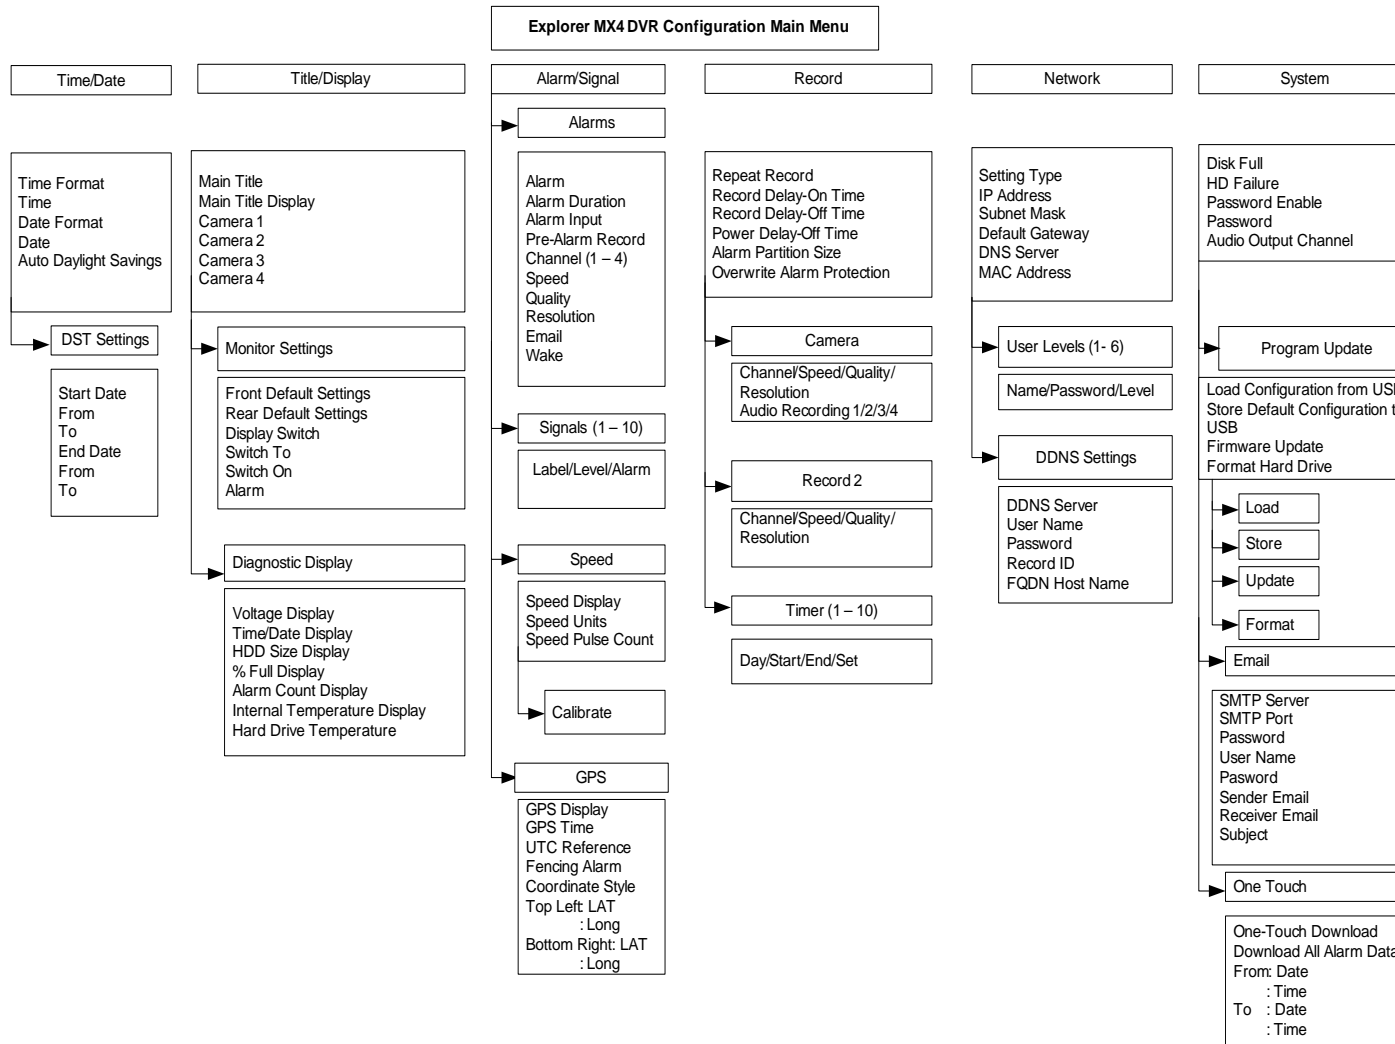 Explorer MX4 DVR Configuration Main Menu
Time/Date
Time Format
Time
Date Format
Date
Auto Daylight Savings
DST Settings
Start Date
From
To
End Date
From
To
Title/Display
Main Title
Main Title Display
Camera 1
Camera 2
Camera 3
Camera 4
Monitor Settings
Front Default Settings
Rear Default Settings
Display Switch
Switch To
Switch On
Alarm
Diagnostic Display
Voltage Display
Time/Date Display
HDD Size Display
% Full Display
Alarm Count Display
Internal Temperature Display
Hard Drive Temperature
Alarm/Signal
Alarms
Alarm
Alarm Duration
Alarm Input
Pre-Alarm Record
Channel (1 – 4)
Speed
Quality
Resolution
Email
Wake
Signals (1 – 10)
Label/Level/Alarm
Speed
Speed Display
Speed Units
Speed Pulse Count
Calibrate
GPS
GPS Display
GPS Time
UTC Reference
Fencing Alarm
Coordinate Style
Top Left: LAT
: Long
Bottom Right: LAT
: Long
Record
Repeat Record
Record Delay-On Time
Record Delay-Off Time
Power Delay-Off Time
Alarm Partition Size
Overwrite Alarm Protection
Camera
Channel/Speed/Quality/
Resolution
Audio Recording 1/2/3/4
Record 2
Channel/Speed/Quality/
Resolution
Timer (1 – 10)
Day/Start/End/Set
Network
Setting Type
IP Address
Subnet Mask
Default Gateway
DNS Server
MAC Address
User Levels (1- 6)
Name/Password/Level
DDNS Settings
DDNS Server
User Name
Password
Record ID
FQDN Host Name
System
Disk Full
HD Failure
Password Enable
Password
Audio Output Channel
Program Update
Load Configuration from US
Store Default Configuration t
USB
Firmware Update
Format Hard Drive
Load
Store
Update
Format
Email
SMTP Server
SMTP Port
Password
User Name
Pasword
Sender Email
Receiver Email
Subject
One Touch
One-Touch Download
Download All Alarm Data
From: Date
: Time
To : Date
: Time